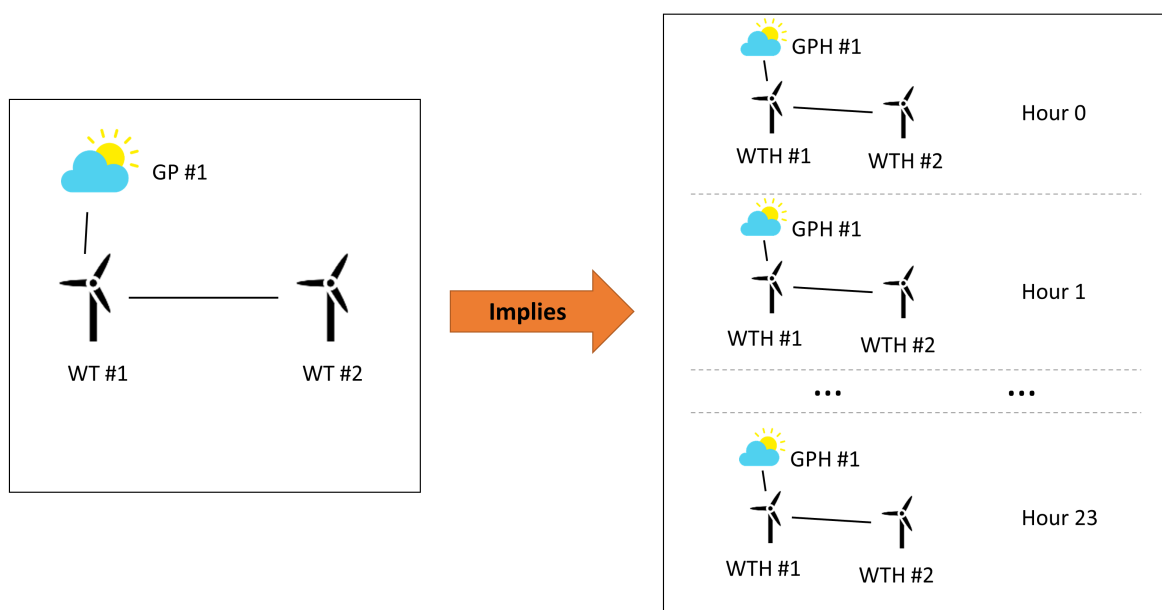 GP #1
WT #1
WT #2
Implies
GPH #1
WTH #1
WTH #2
Hour 0
GPH #1
WTH #1
WTH #2
Hour 1
... ...
GPH #1
WTH #1
WTH #2
Hour 23